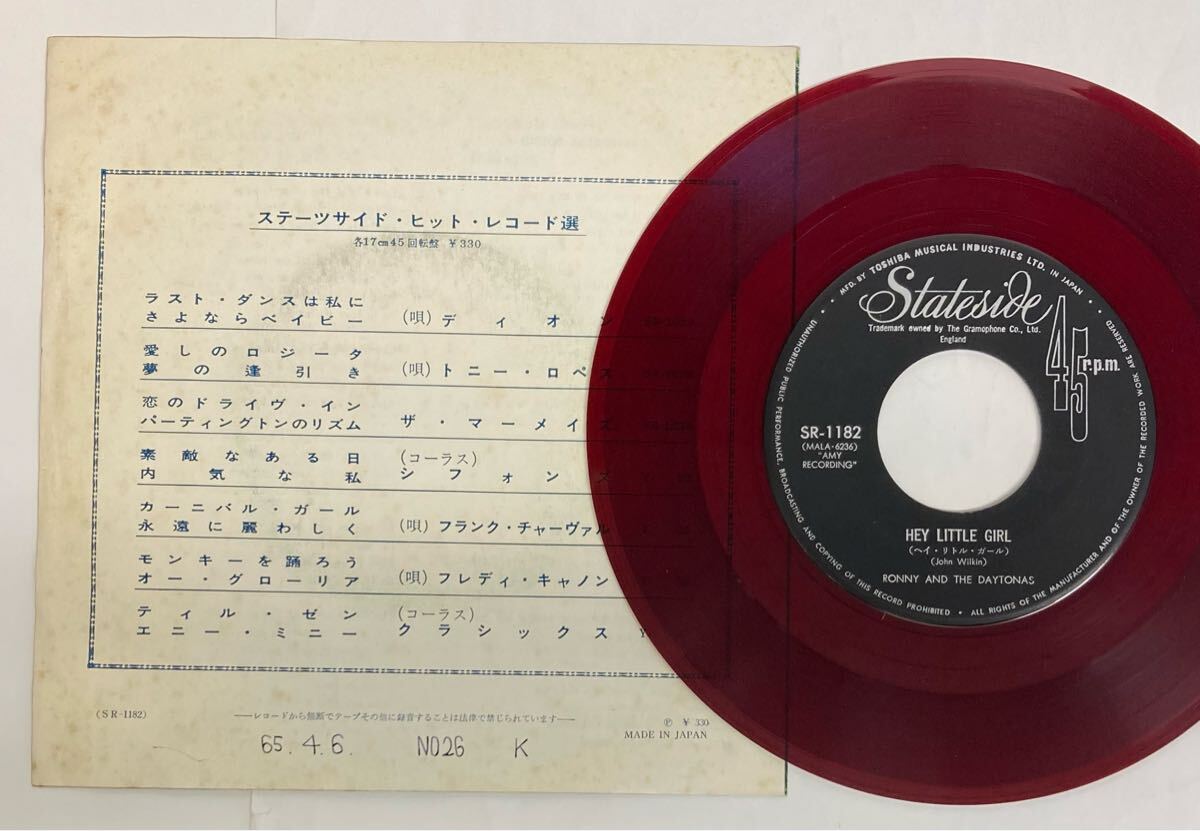 ステーツサイド・ヒット・レコード選
各17cm45回転盤 ¥330
ラスト・ダンスは私に
さよならベイビー (唄) ディオン
愛しのロジータ
夢の逢引き (唄) トニー・ロペス
恋のドライヴ・イン
パーティングトンのリズム ザ・マーメイズ
素敵なある日 (コーラス)
内気な私 シフォンズ
カーニバル・ガール
永遠に麗わしく (唄) フランク・チャーヴァル
モンキーを踊ろう
オー・グローリア (唄) フレディ・キャノン
ティル・ゼン (コーラス)
エニー・ミニー クラシックス
(SR-1182)
──レコードから無断でテープその他に録音することは法律で禁じられています──
Ⓟ ¥330
MADE IN JAPAN
65.4.6. NO26 K
MFD. BY TOSHIBA MUSICAL INDUSTRIES LTD. IN JAPAN
Stateside
Trademark owned by The Gramophone Co., Ltd.
England
45 r.p.m.
SR-1182
(MALA-6236)
"AMY
RECORDING"
HEY LITTLE GIRL
(ヘイ・リトル・ガール)
(John Wilkin)
RONNY AND THE DAYTONAS
UNAUTHORIZED PUBLIC PERFORMANCE, BROADCASTING AND COPYING OF THIS RECORD PROHIBITED • ALL RIGHTS OF THE MANUFACTURER AND OF THE OWNER OF THE RECORDED WORK ARE RESERVED